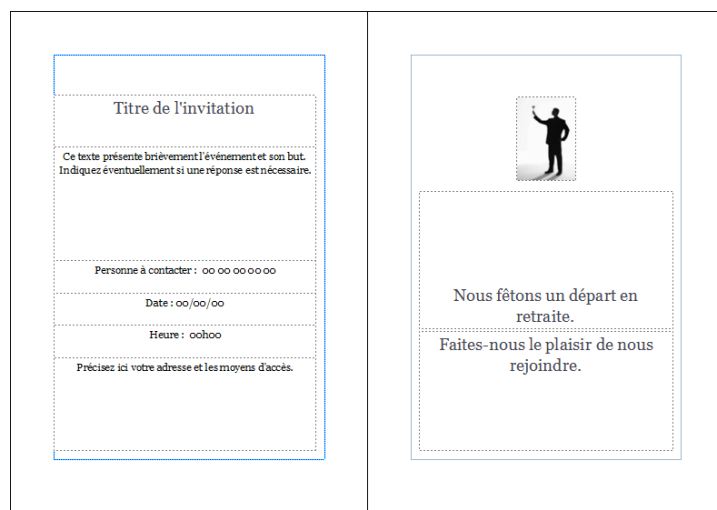 Titre de l'invitation
Ce texte présente brièvement l'événement et son but.
Indiquez éventuellement si une réponse est nécessaire.
Personne à contacter : 00 00 00 00 00
Date : 00/00/00
Heure : 00h00
Précisez ici votre adresse et les moyens d'accès.
Nous fêtons un départ en
retraite.
Faites-nous le plaisir de nous
rejoindre.